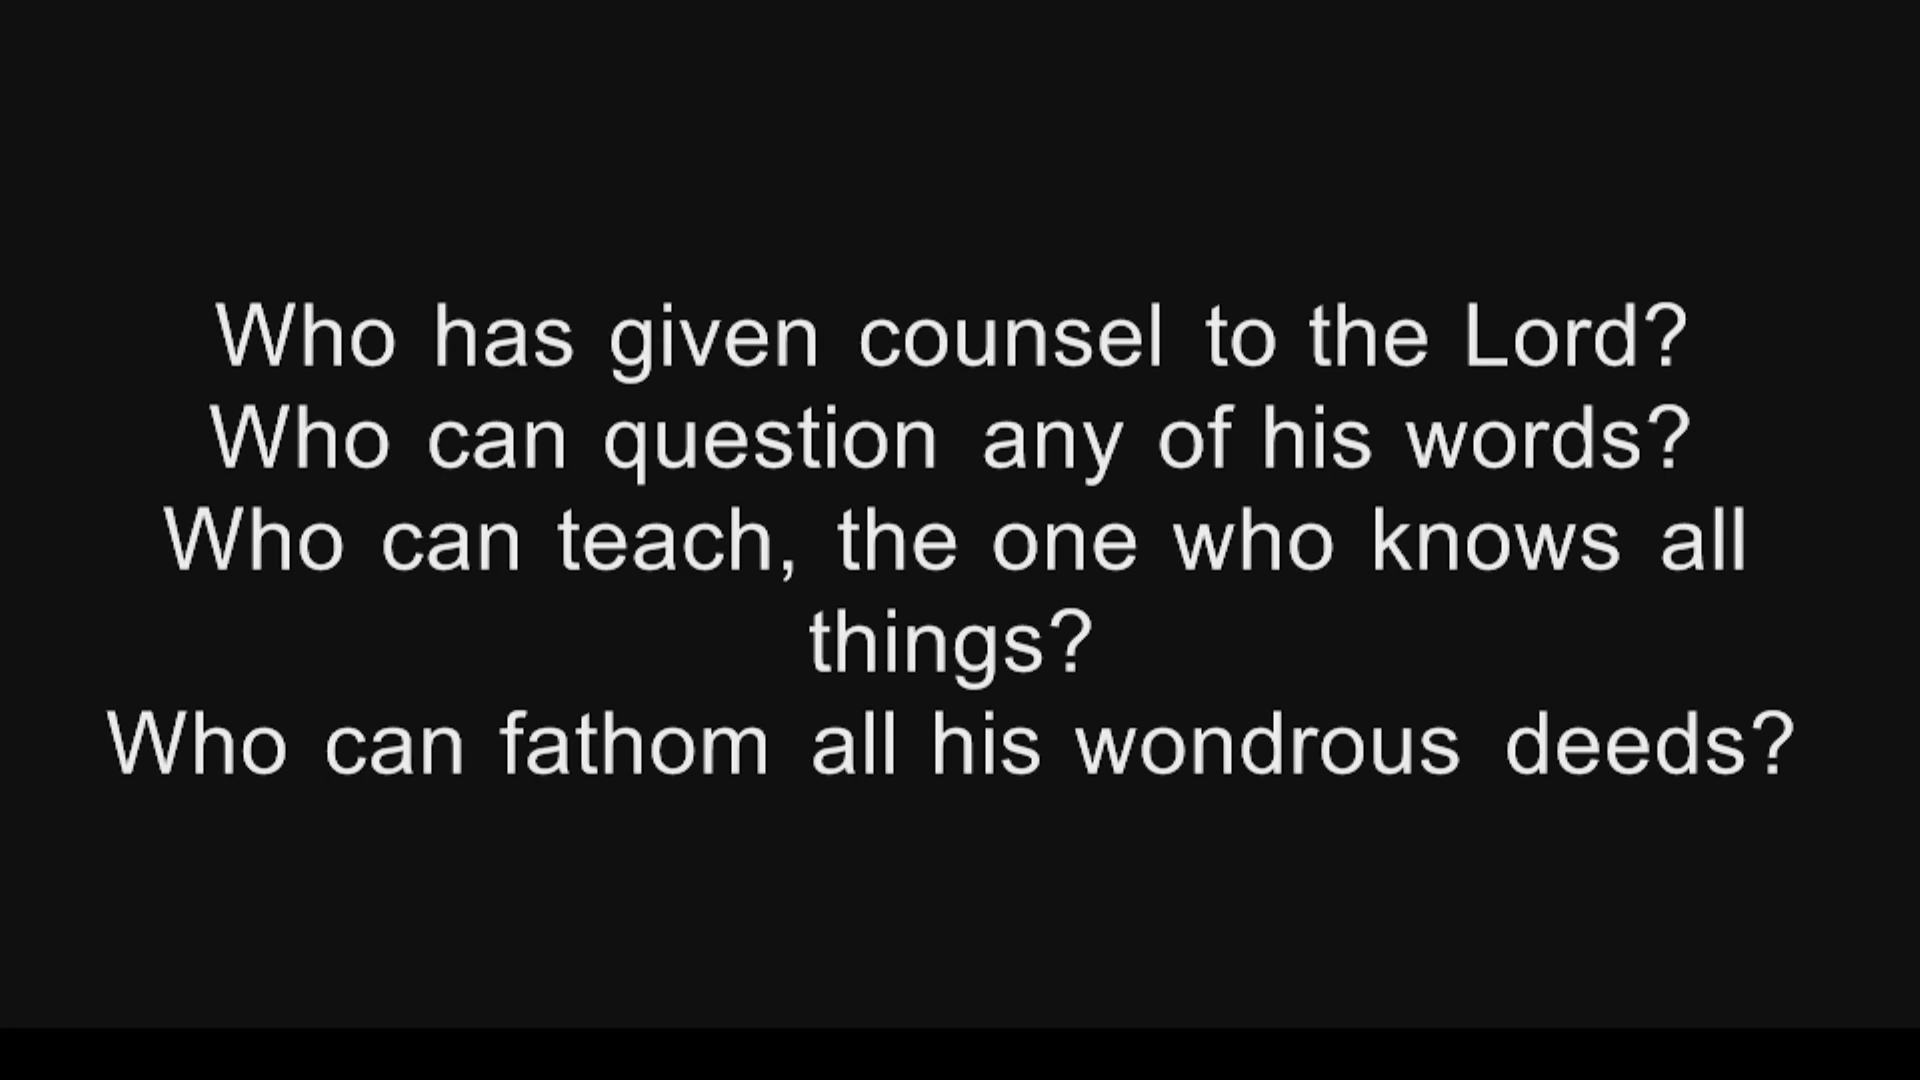 Who has given counsel to the Lord?
Who can question any of his words?
Who can teach, the one who knows all
things?
Who can fathom all his wondrous deeds?